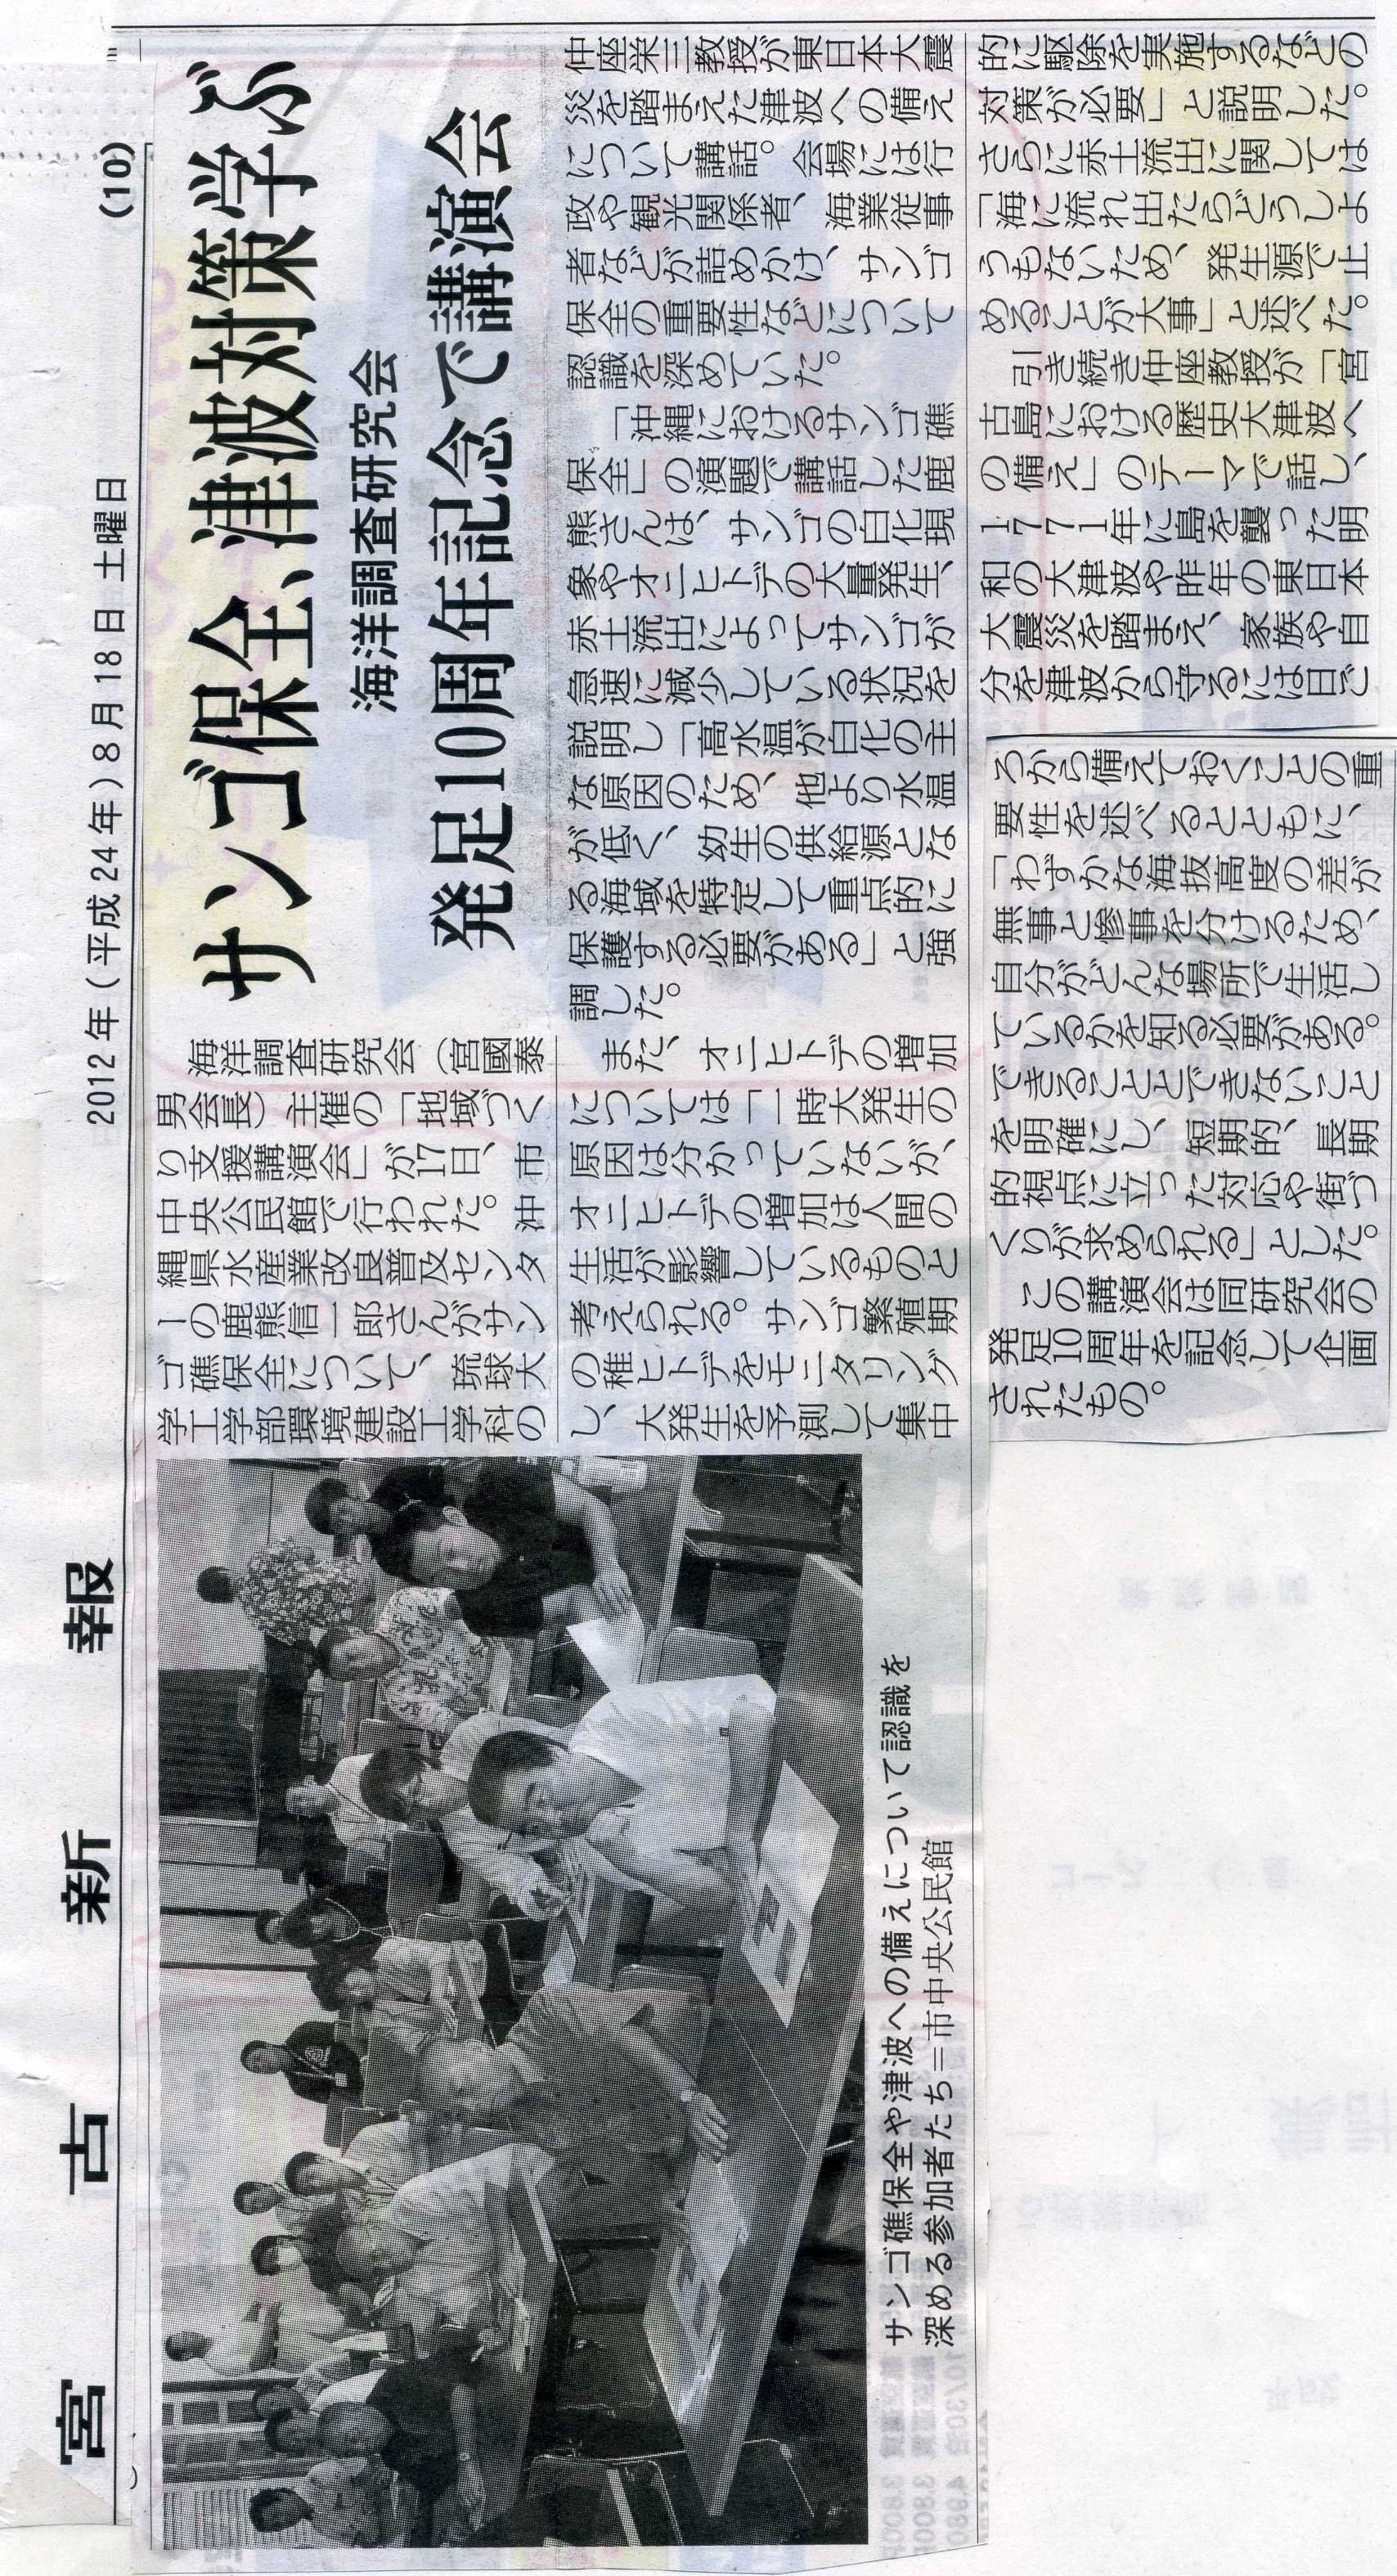 宮古新報
2012年（平成24年）8月18日 土曜日
(10)
サンゴ保全、津波対策学ぶ
海洋調査研究会
発足10周年記念で講演会
海洋調査研究会（宮國泰
男会長）主催の「地域づく
り支援講演会」が17日、市
中央公民館で行われた。沖
縄県水産業改良普及センタ
ーの鹿熊信一郎さんがサン
ゴ礁保全について、琉球大
学工学部環境建設工学科の
仲座栄三教授が東日本大震
災を踏まえた津波への備え
について講話。会場には行
政や観光関係者、海業従事
者などが詰めかけ、サンゴ
保全の重要性などについて
認識を深めていた。
「沖縄におけるサンゴ礁
保全」の演題で講話した鹿
熊さんは、サンゴの白化現
象やオニヒトデの大量発生、
赤土流出によってサンゴが
急速に減少している状況を
説明し「高水温が白化の主
な原因のため、他より水温
が低く、幼生の供給源とな
る海域を特定して重点的に
保護する必要がある」と強
調した。
また、オニヒトデの増加
については「一時大発生の
原因は分かっていないが、
オニヒトデの増加は人間の
生活が影響しているものと
考えられる。サンゴ繁殖期
の稚ヒトデをモニタリング
し、大発生を予測して集中
的に駆除を実施するなどの
対策が必要」と説明した。
さらに赤土流出に関しては
「海に流れ出たらどうしよ
うもないため、発生源で止
めることが大事」と述べた。
引き続き仲座教授が「宮
古島における歴史大津波へ
の備え」のテーマで話し、
１７７１年に島を襲った明
和の大津波や昨年の東日本
大震災を踏まえ、家族や自
分を津波から守るには日ご
ろから備えておくことの重
要性を述べるとともに、
「わずかな海抜高度の差が
無事と惨事を分けるため、
自分がどんな場所で生活し
ているかを知る必要がある。
できることとできないこと
を明確にし、短期的、長期
的視点に立った対応や街づ
くりが求められる」とした。
この講演会は同研究会の
発足10周年を記念して企画
されたもの。
サンゴ礁保全や津波への備えについて認識を
深める参加者たち＝市中央公民館